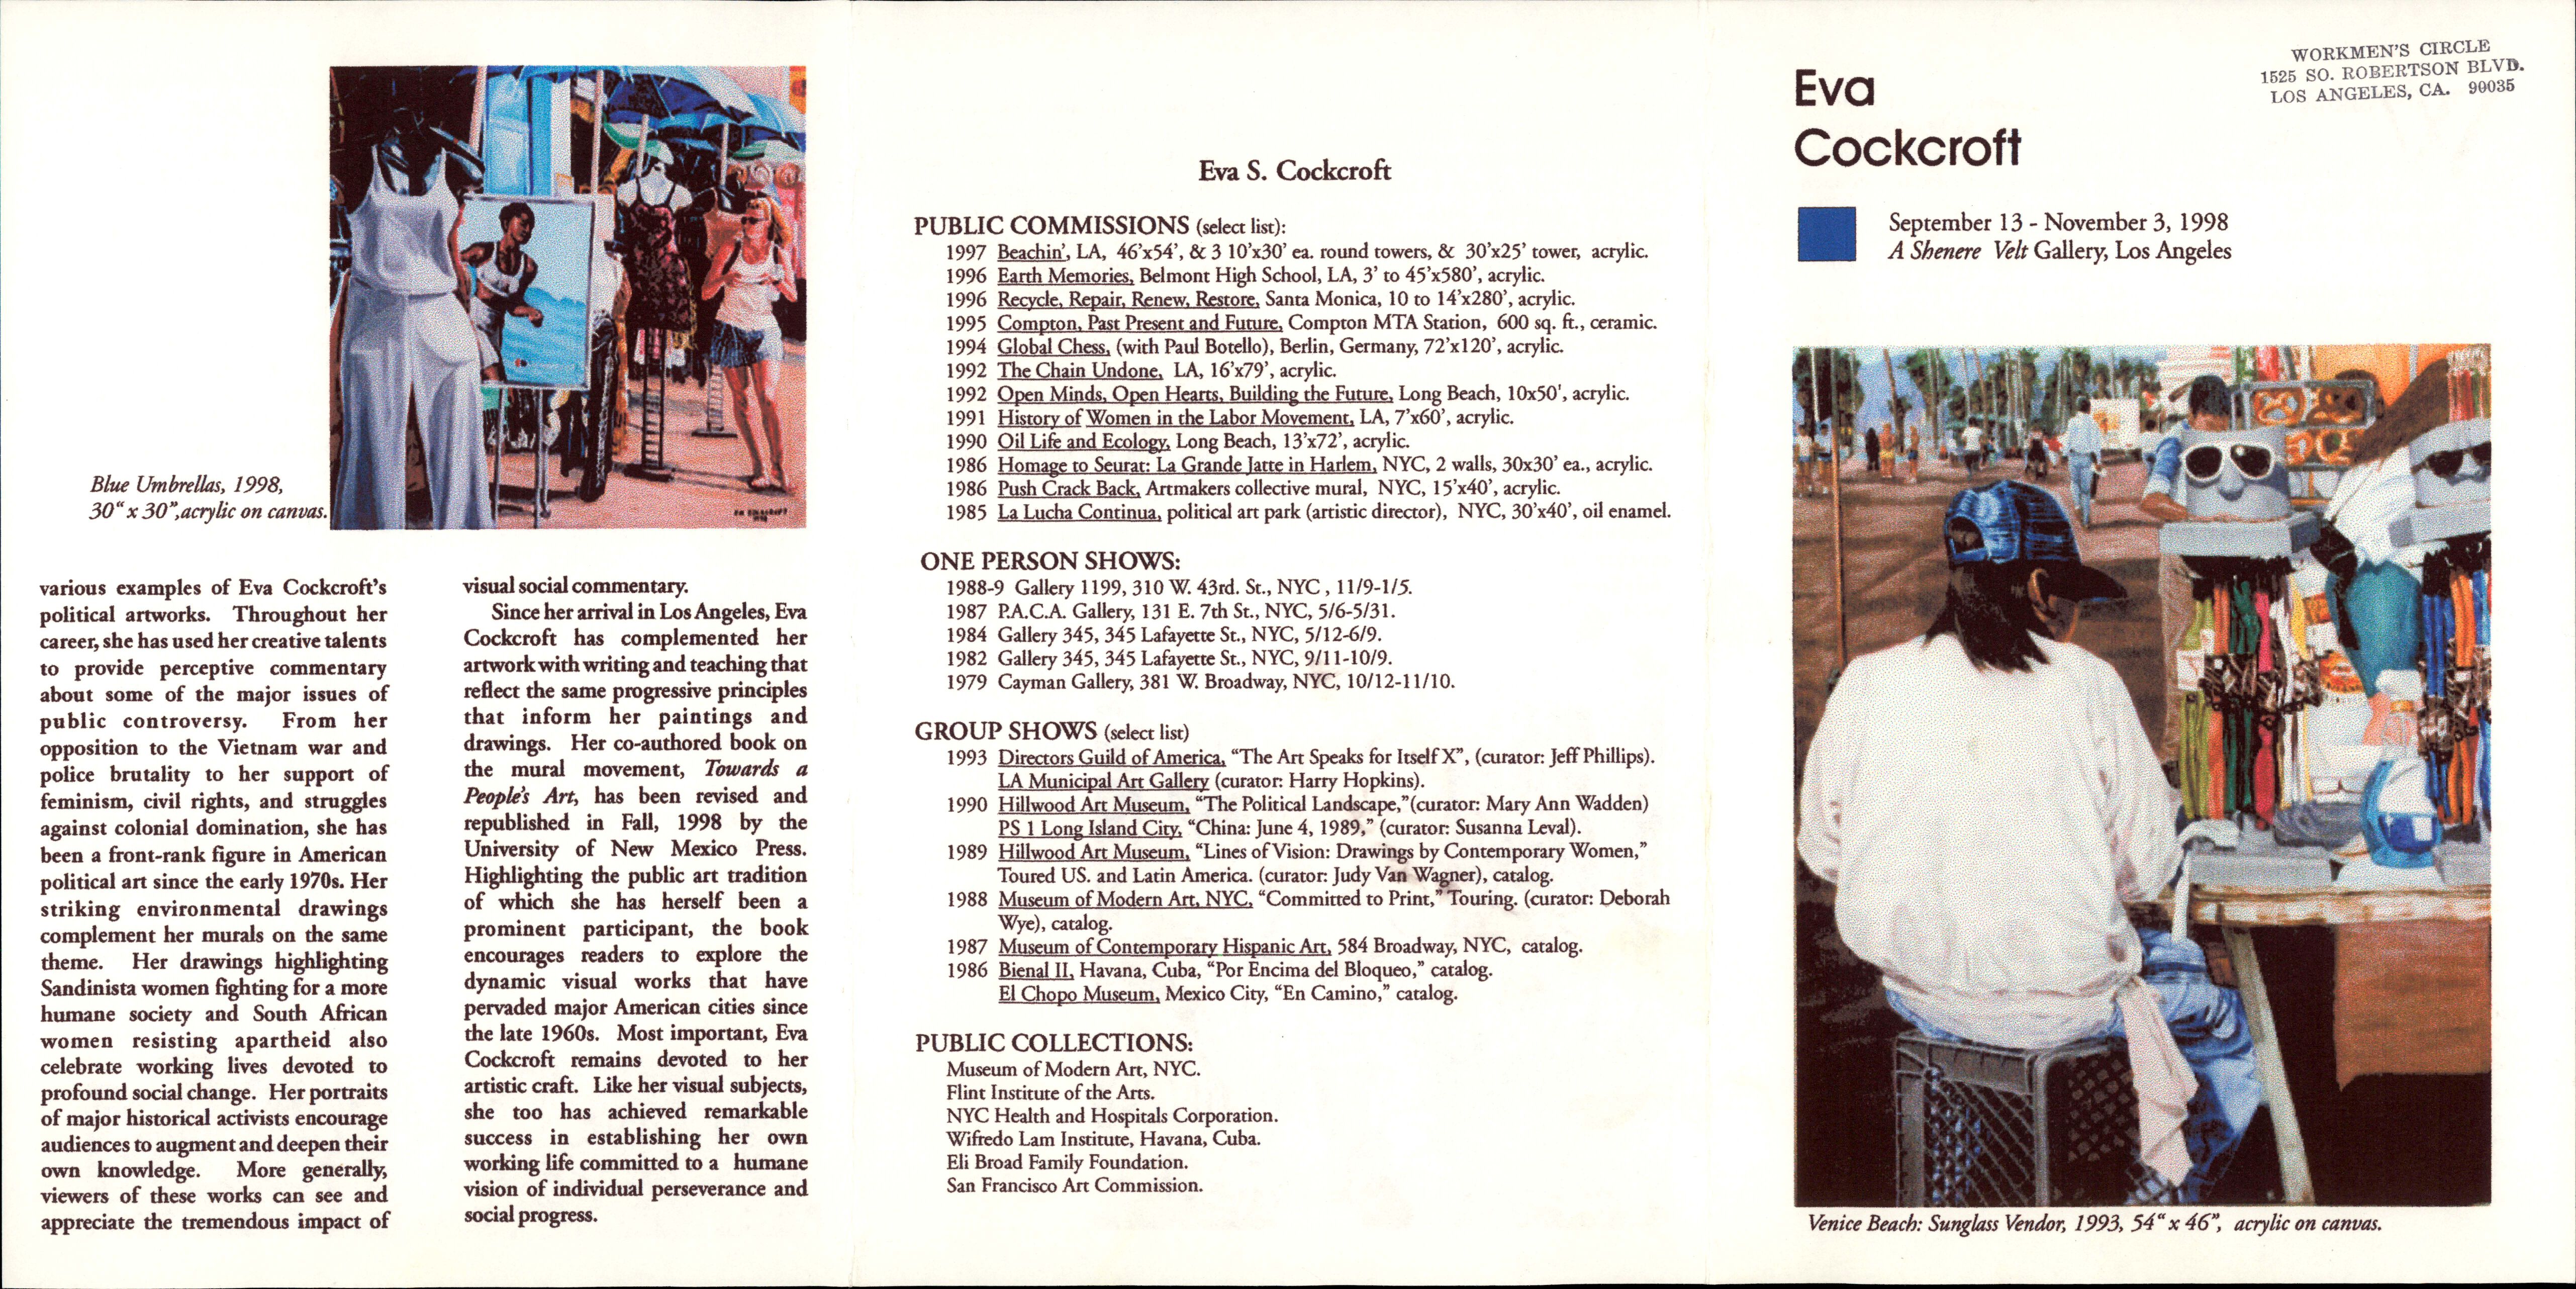 Blue Umbrellas, 1998,
30“ x 30”,acrylic on canvas.
various examples of Eva Cockcroft's
political artworks. Throughout her
career, she has used her creative talents
to provide perceptive commentary
about some of the major issues of
public controversy. From her
opposition to the Vietnam war and
police brutality to her support of
feminism, civil rights, and struggles
against colonial domination, she has
been a front-rank figure in American
political art since the early 1970s. Her
striking environmental drawings
complement her murals on the same
theme. Her drawings highlighting
Sandinista women fighting for a more
humane society and South African
women resisting apartheid also
celebrate working lives devoted to
profound social change. Her portraits
of major historical activists encourage
audiences to augment and deepen their
own knowledge. More generally,
viewers of these works can see and
appreciate the tremendous impact of
visual social commentary.
Since her arrival in Los Angeles, Eva
Cockcroft has complemented her
artwork with writing and teaching that
reflect the same progressive principles
that inform her paintings and
drawings. Her co-authored book on
the mural movement, Towards a
People's Art, has been revised and
republished in Fall, 1998 by the
University of New Mexico Press.
Highlighting the public art tradition
of which she has herself been a
prominent participant, the book
encourages readers to explore the
dynamic visual works that have
pervaded major American cities since
the late 1960s. Most important, Eva
Cockcroft remains devoted to her
artistic craft. Like her visual subjects,
she too has achieved remarkable
success in establishing her own
working life committed to a humane
vision of individual perseverance and
social progress.
Eva S. Cockcroft
PUBLIC COMMISSIONS (select list):
1997 Beachin', LA, 46'x54', & 3 10'x30' ea. round towers, & 30'x25' tower, acrylic.
1996 Earth Memories, Belmont High School, LA, 3' to 45'x580', acrylic.
1996 Recycle, Repair, Renew, Restore, Santa Monica, 10 to 14'x280', acrylic.
1995 Compton, Past Present and Future, Compton MTA Station, 600 sq. ft., ceramic.
1994 Global Chess, (with Paul Botello), Berlin, Germany, 72'x120', acrylic.
1992 The Chain Undone, LA, 16'x79', acrylic.
1992 Open Minds, Open Hearts, Building the Future, Long Beach, 10x50', acrylic.
1991 History of Women in the Labor Movement, LA, 7'x60', acrylic.
1990 Oil Life and Ecology, Long Beach, 13'x72', acrylic.
1986 Homage to Seurat: La Grande Jatte in Harlem, NYC, 2 walls, 30x30' ea., acrylic.
1986 Push Crack Back, Artmakers collective mural, NYC, 15'x40', acrylic.
1985 La Lucha Continua, political art park (artistic director), NYC, 30'x40', oil enamel.
ONE PERSON SHOWS:
1988-9 Gallery 1199, 310 W. 43rd. St., NYC , 11/9-1/5.
1987 P.A.C.A. Gallery, 131 E. 7th St., NYC, 5/6-5/31.
1984 Gallery 345, 345 Lafayette St., NYC, 5/12-6/9.
1982 Gallery 345, 345 Lafayette St., NYC, 9/11-10/9.
1979 Cayman Gallery, 381 W. Broadway, NYC, 10/12-11/10.
GROUP SHOWS (select list)
1993 Directors Guild of America, “The Art Speaks for Itself X”, (curator: Jeff Phillips).
LA Municipal Art Gallery (curator: Harry Hopkins).
1990 Hillwood Art Museum, “The Political Landscape,”(curator: Mary Ann Wadden)
PS 1 Long Island City, “China: June 4, 1989,” (curator: Susanna Leval).
1989 Hillwood Art Museum, “Lines of Vision: Drawings by Contemporary Women,”
Toured US. and Latin America. (curator: Judy Van Wagner), catalog.
1988 Museum of Modern Art, NYC, “Committed to Print,” Touring. (curator: Deborah
Wye), catalog.
1987 Museum of Contemporary Hispanic Art, 584 Broadway, NYC, catalog.
1986 Bienal II, Havana, Cuba, “Por Encima del Bloqueo,” catalog.
El Chopo Museum, Mexico City, “En Camino,” catalog.
PUBLIC COLLECTIONS:
Museum of Modern Art, NYC.
Flint Institute of the Arts.
NYC Health and Hospitals Corporation.
Wifredo Lam Institute, Havana, Cuba.
Eli Broad Family Foundation.
San Francisco Art Commission.
WORKMEN'S CIRCLE
1525 SO. ROBERTSON BLVD.
LOS ANGELES, CA. 90035
Eva
Cockcroft
September 13 - November 3, 1998
A Shenere Velt Gallery, Los Angeles
Venice Beach: Sunglass Vendor, 1993, 54“ x 46”, acrylic on canvas.